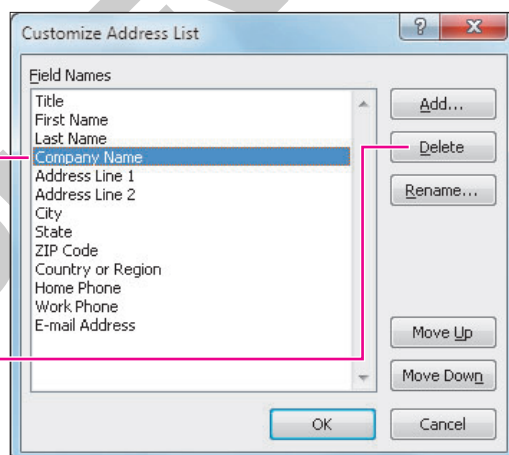 Customize Address List
?
X
Field Names
Title
First Name
Last Name
Company Name
Address Line 1
Address Line 2
City
State
ZIP Code
Country or Region
Home Phone
Work Phone
E-mail Address
Add...
Delete
Rename...
Move Up
Move Down
OK
Cancel